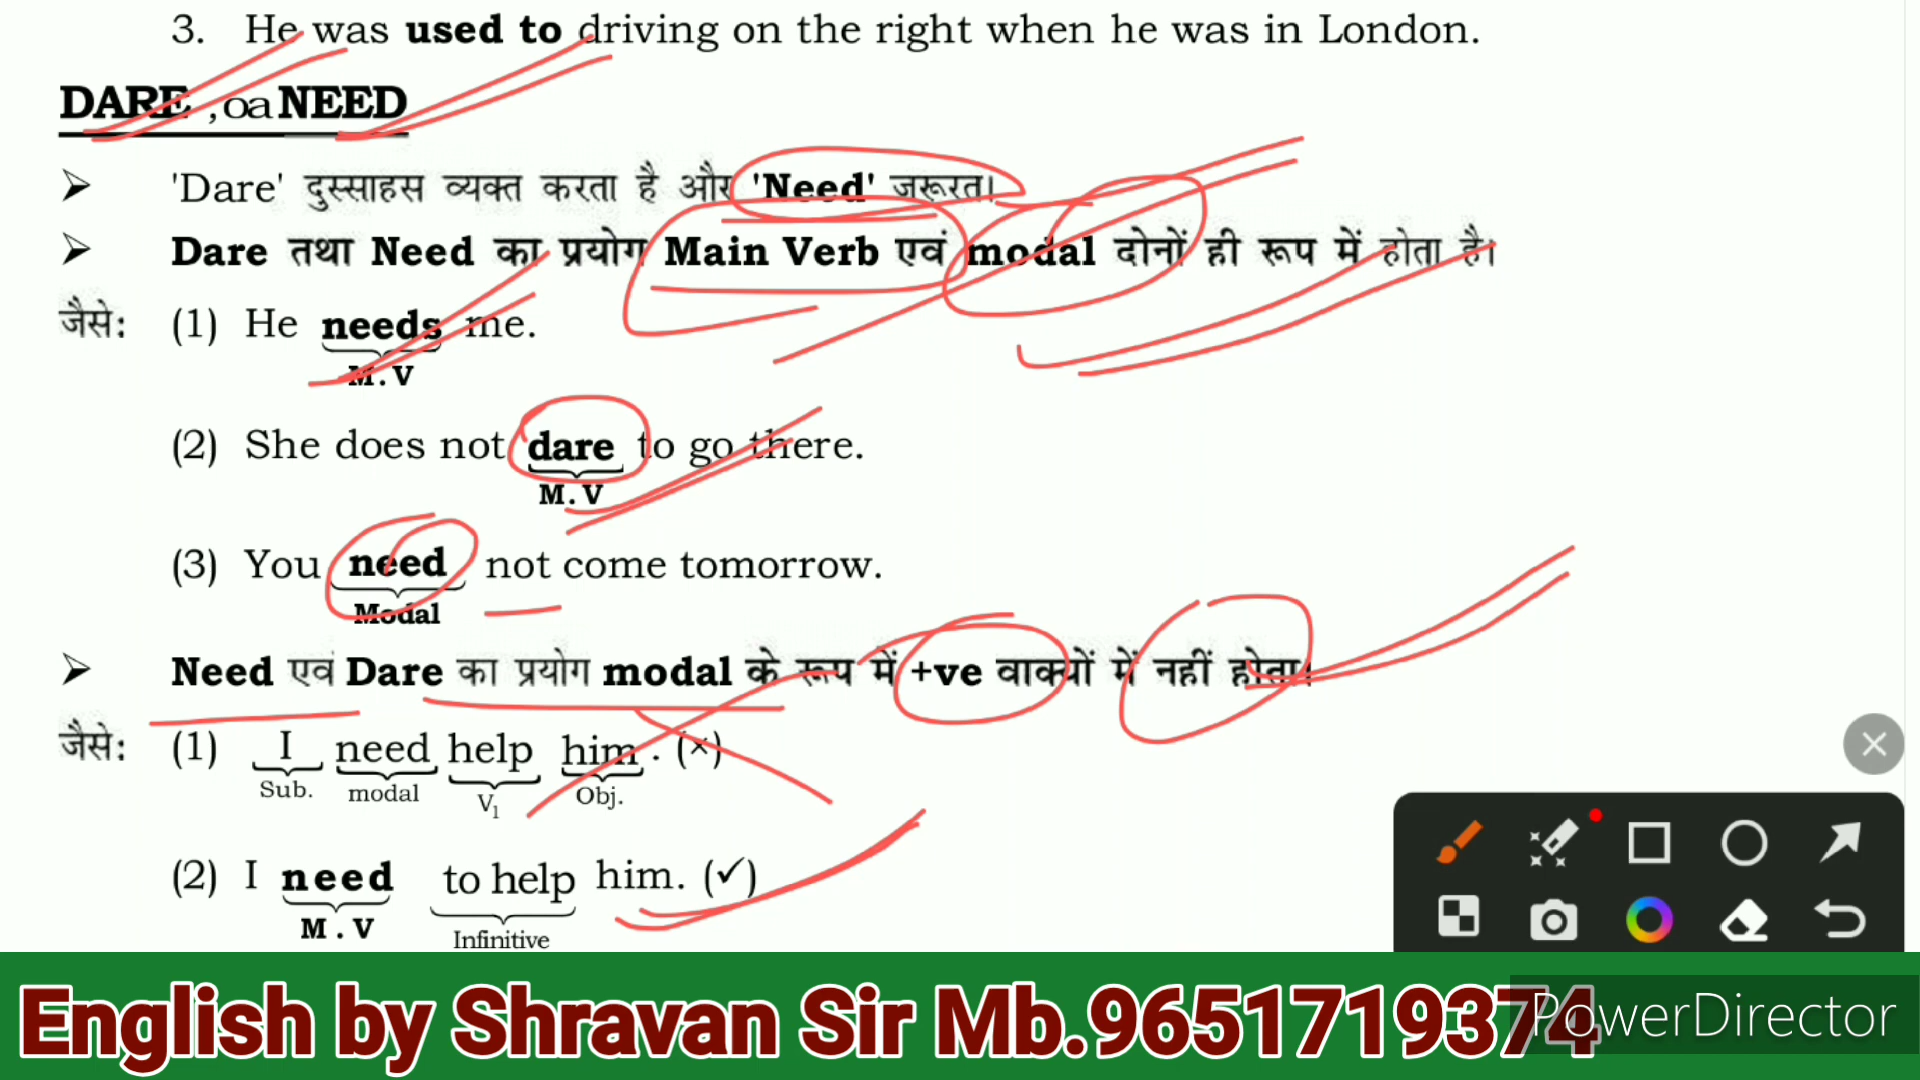 3. He was used to driving on the right when he was in London.
DARE ,oa NEED
➢ 'Dare' दुस्साहस व्यक्त करता है और 'Need' जरूरत।
➢ Dare तथा Need का प्रयोग Main Verb एवं modal दोनों ही रूप में होता है।
जैसे: (1) He needs me.
M.V
(2) She does not dare to go there.
M.V
(3) You need not come tomorrow.
Modal
➢ Need एवं Dare का प्रयोग modal के रूप में +ve वाक्यों में नहीं होता।
जैसे: (1) I need help him. (×)
Sub. modal V₁ Obj.
(2) I need to help him. (✓)
M.V Infinitive
English by Shravan Sir Mb.9651719374
PowerDirector